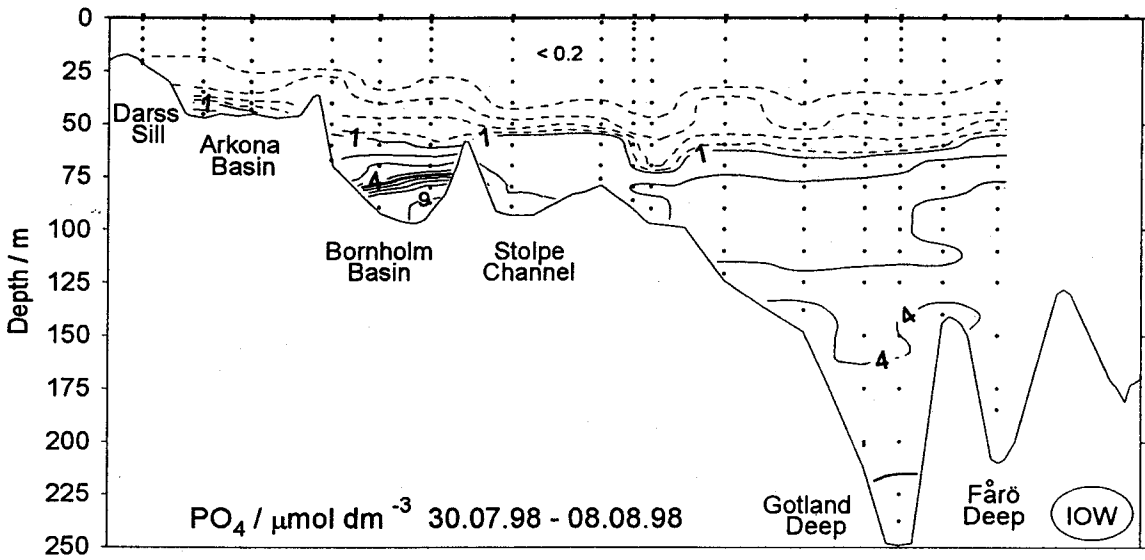 0
25
50
75
100
125
150
175
200
225
250
Depth / m
< 0.2
Darss
Sill
1
Arkona
Basin
1
4
9
Bornholm
Basin
1
Stolpe
Channel
1
4
4
Gotland
Deep
Fårö
Deep
IOW
PO4 / μmol dm -3 30.07.98 - 08.08.98